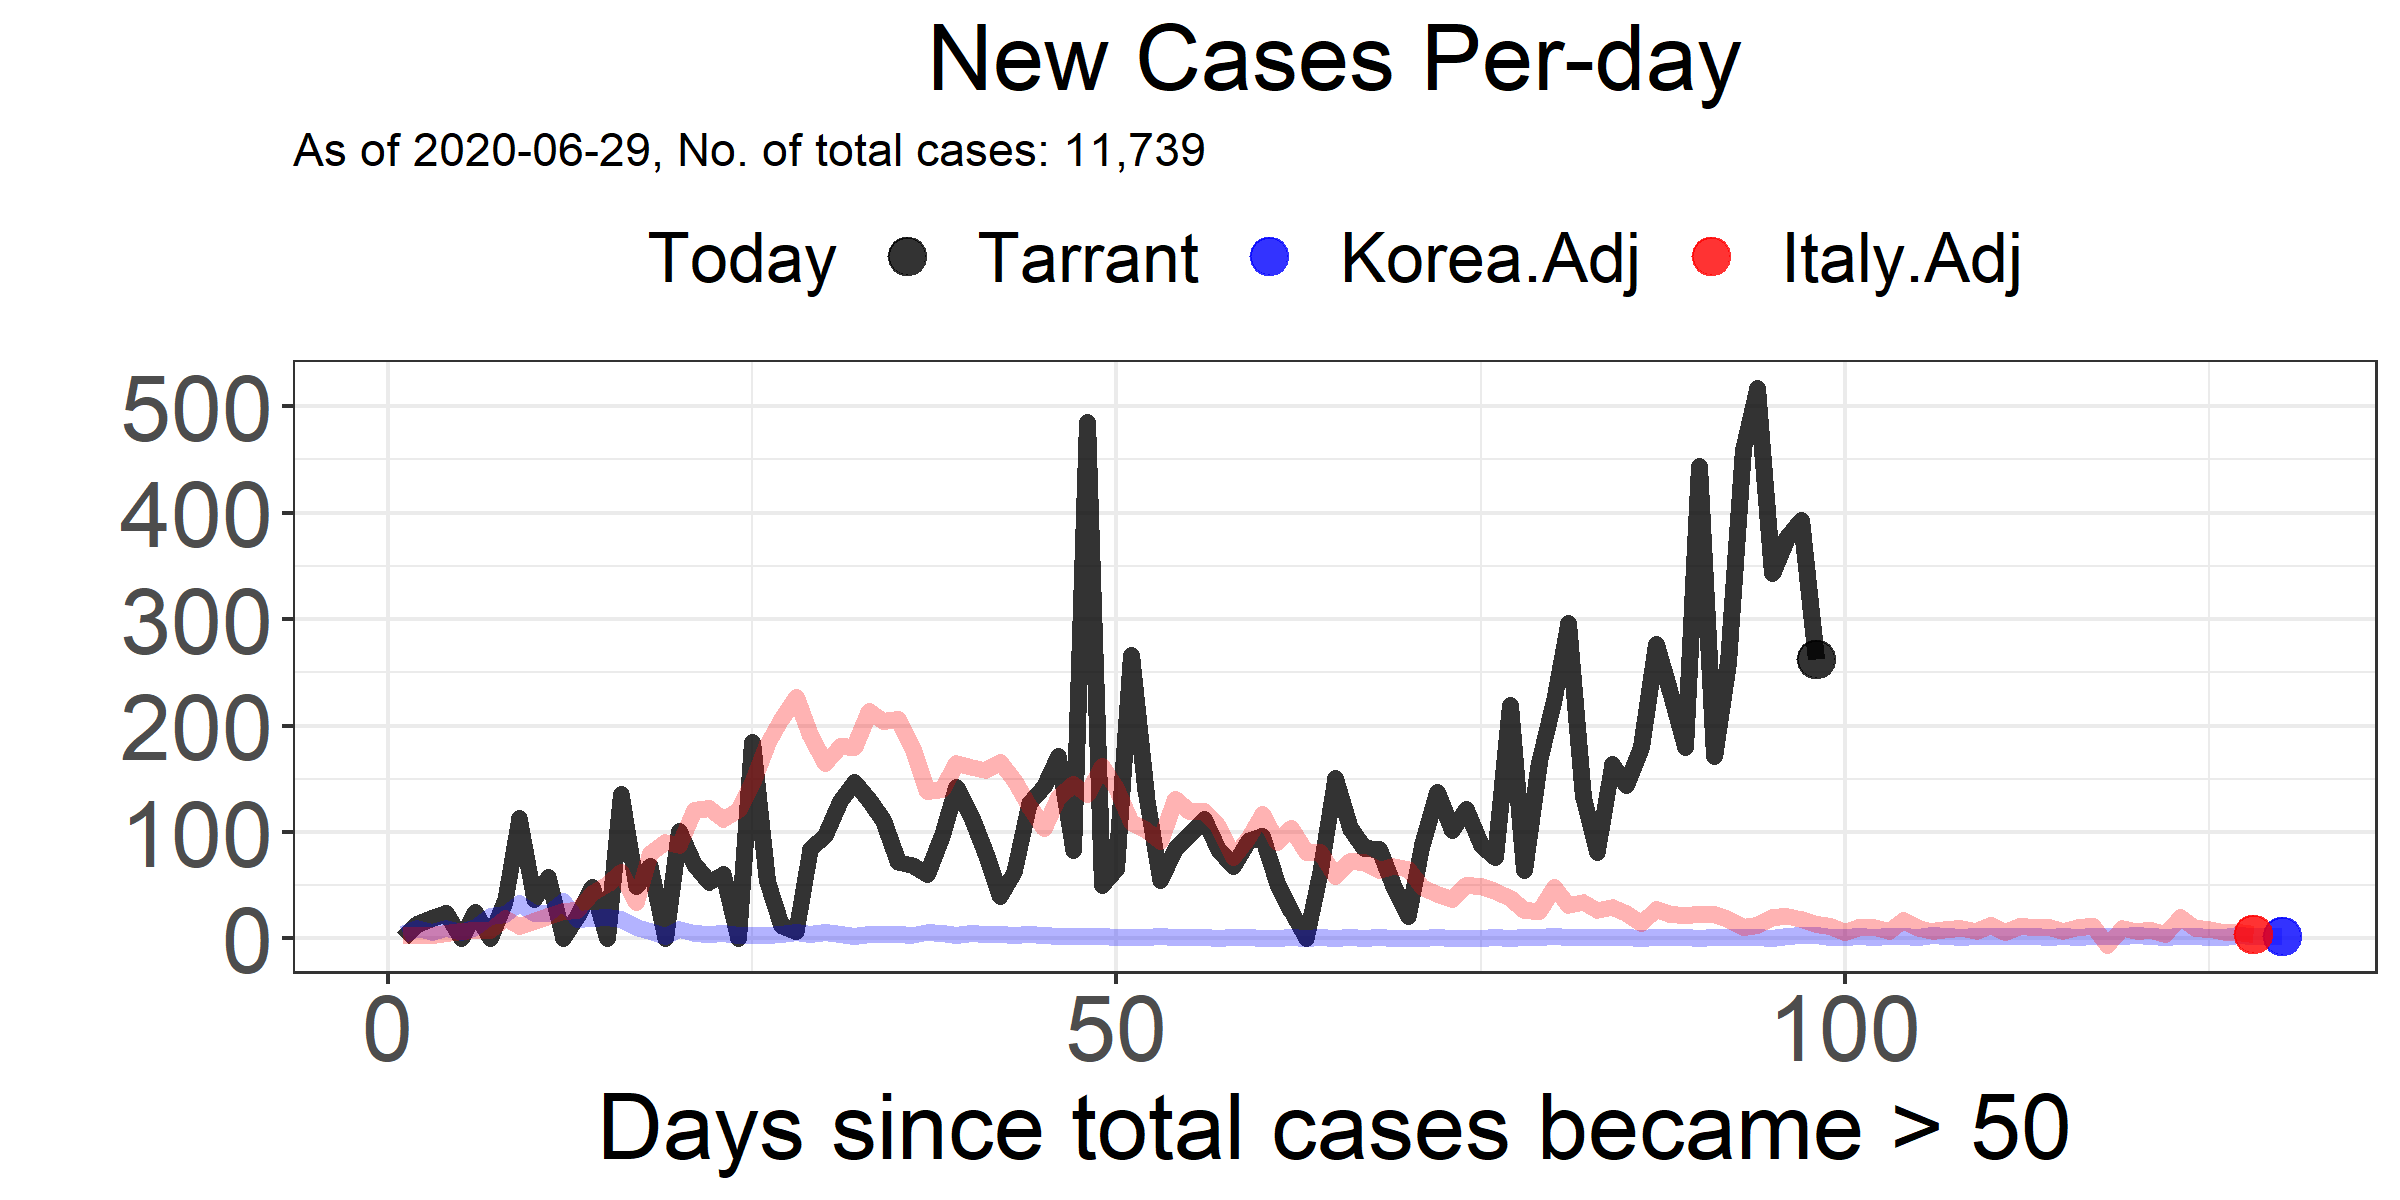 New Cases Per-day
As of 2020-06-29, No. of total cases: 11,739
Today Tarrant Korea.Adj Italy.Adj
500
400
300
200
100
0
0 50 100
Days since total cases became > 50